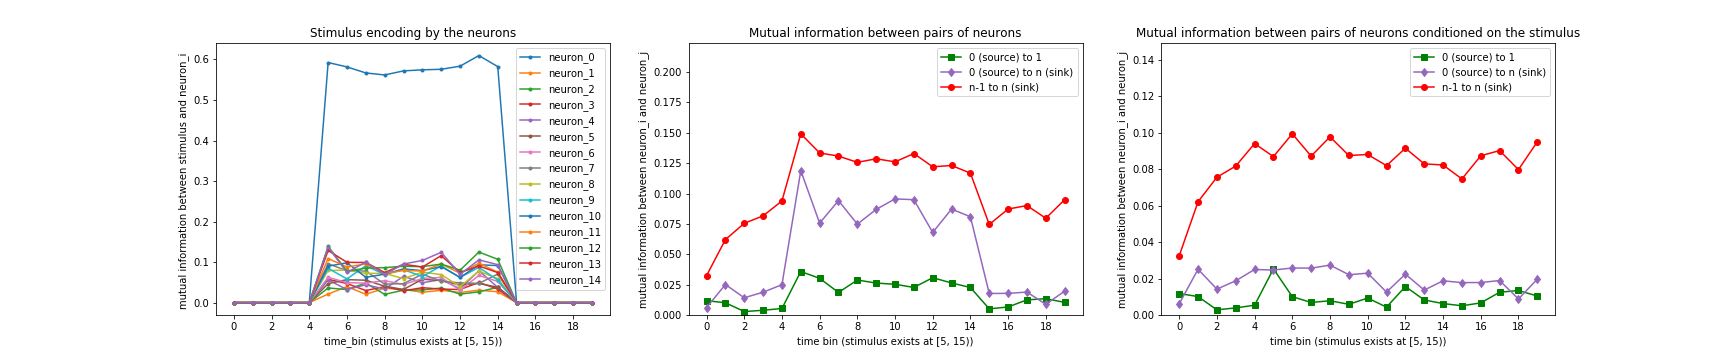 Stimulus encoding by the neurons
mutual information between stimulus and neuron_i
0.6
0.5
0.4
0.3
0.2
0.1
0.0
0 2 4 6 8 10 12 14 16 18
time_bin (stimulus exists at [5, 15))
neuron_0
neuron_1
neuron_2
neuron_3
neuron_4
neuron_5
neuron_6
neuron_7
neuron_8
neuron_9
neuron_10
neuron_11
neuron_12
neuron_13
neuron_14
Mutual information between pairs of neurons
mutual information between neuron_i and neuron_j
0.200
0.175
0.150
0.125
0.100
0.075
0.050
0.025
0.000
0 2 4 6 8 10 12 14 16 18
time bin (stimulus exists at [5, 15))
0 (source) to 1
0 (source) to n (sink)
n-1 to n (sink)
Mutual information between pairs of neurons conditioned on the stimulus
mutual information between neuron_i and neuron_j
0.14
0.12
0.10
0.08
0.06
0.04
0.02
0.00
0 2 4 6 8 10 12 14 16 18
time bin (stimulus exists at [5, 15))
0 (source) to 1
0 (source) to n (sink)
n-1 to n (sink)